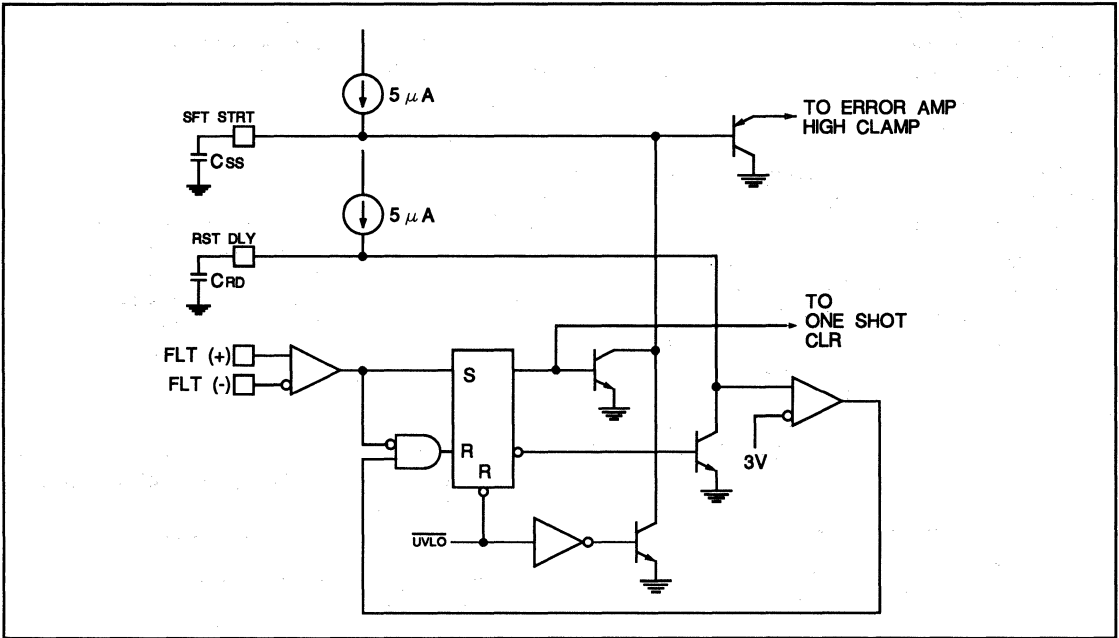 5 μA
SFT STRT
TO ERROR AMP
HIGH CLAMP
CSS
5 μA
RST DLY
CRD
TO
ONE SHOT
CLR
FLT (+)
FLT (-)
S
R
R
3V
UVLO